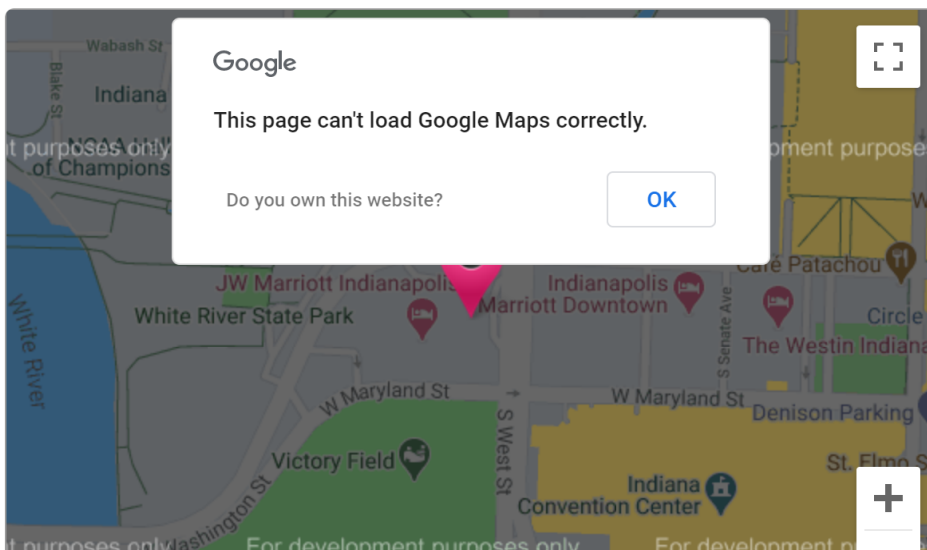 Wabash St
Google
Blake St
Indiana
This page can't load Google Maps correctly.
t purposes only
pment purpose
of Champions
Do you own this website?
OK
Café Patachou
JW Marriott Indianapolis
Indianapolis
Marriott Downtown
White River State Park
Circle
S Senate Ave
The Westin Indiana
White River
W Maryland St
W Maryland St
Denison Parking
S West St
Victory Field
St. Elmo S
Indiana
Convention Center
Washington St
t purposes only
For development purposes only
For development